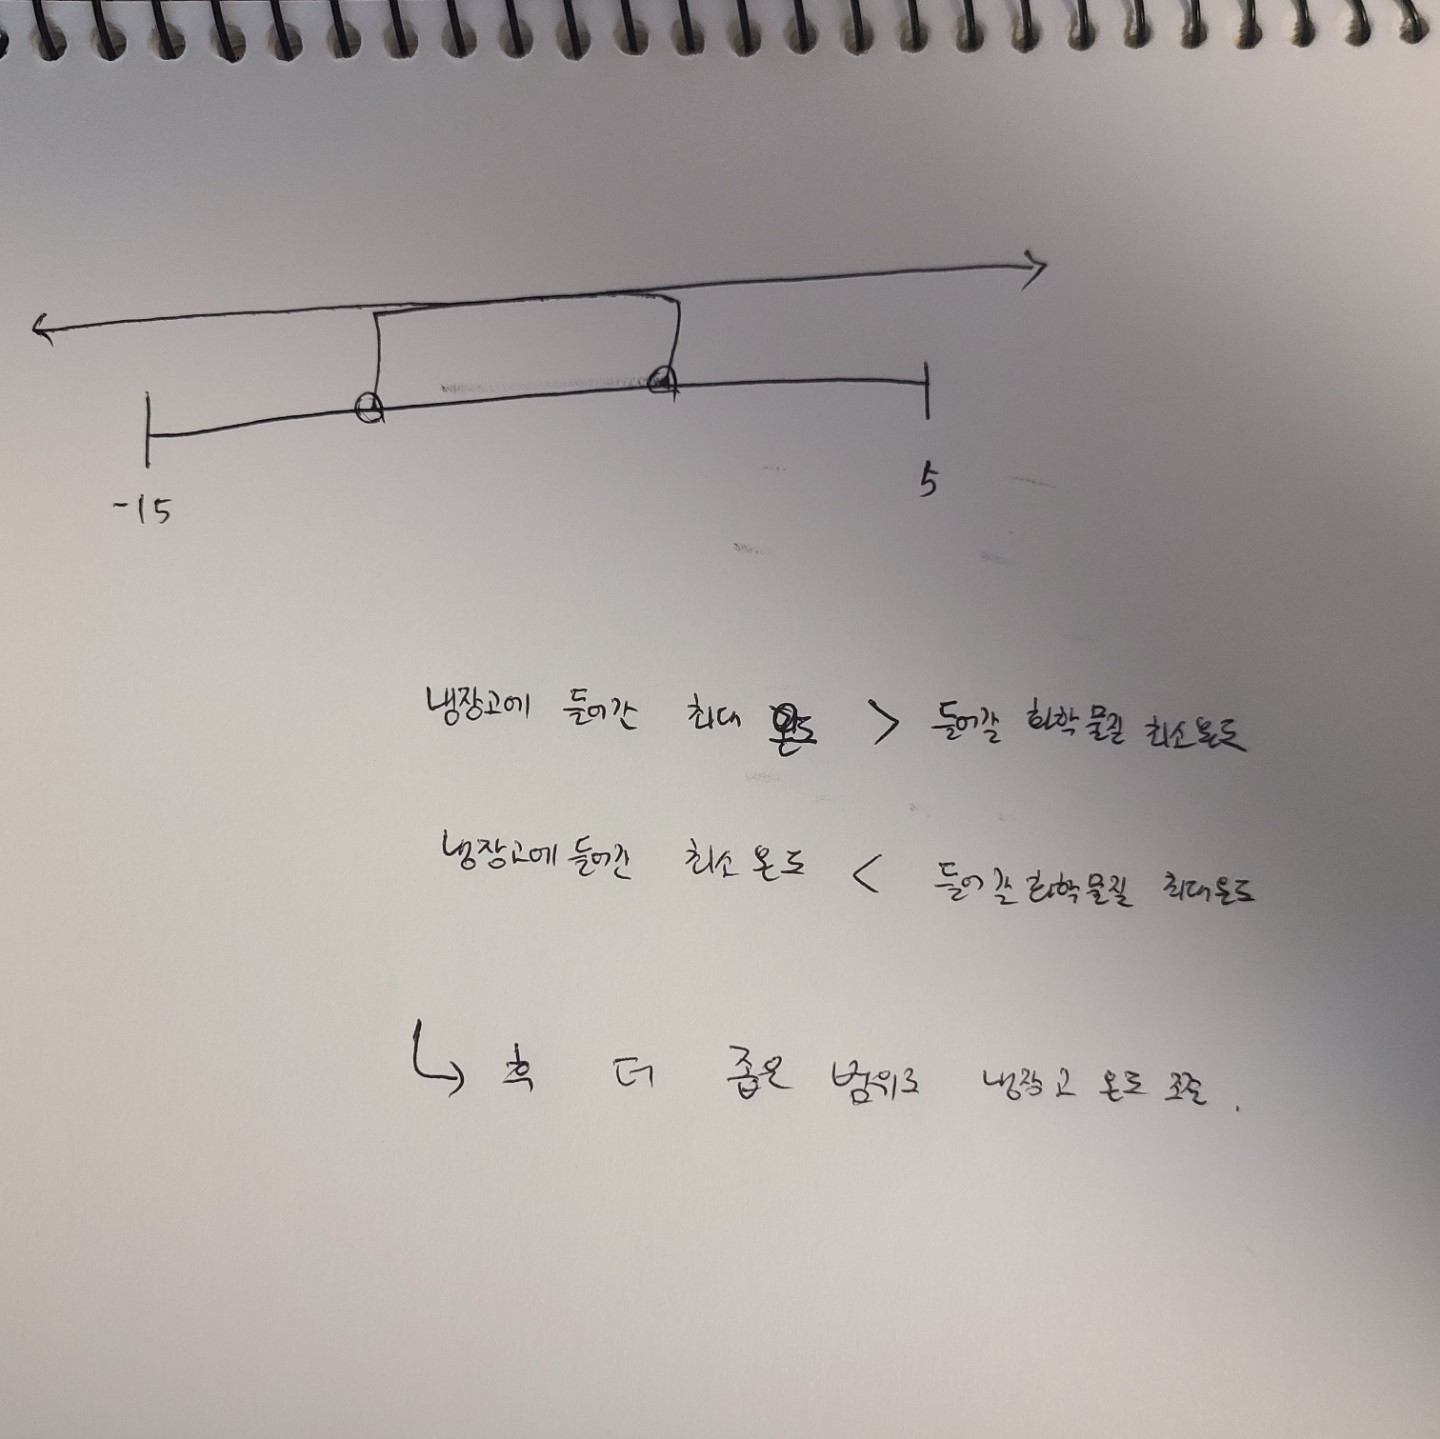 -15 5
냉장고에 들어간 최대 온도 > 들어갈 화학물질 최소온도
냉장고에 들어간 최소 온도 < 들어갈 화학물질 최대온도
↳ 후 더 좁은 범위로 냉장고 온도 조준.